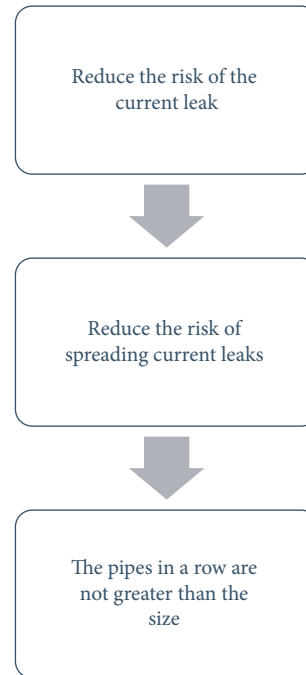 Reduce the risk of the
current leak
Reduce the risk of
spreading current leaks
The pipes in a row are
not greater than the
size